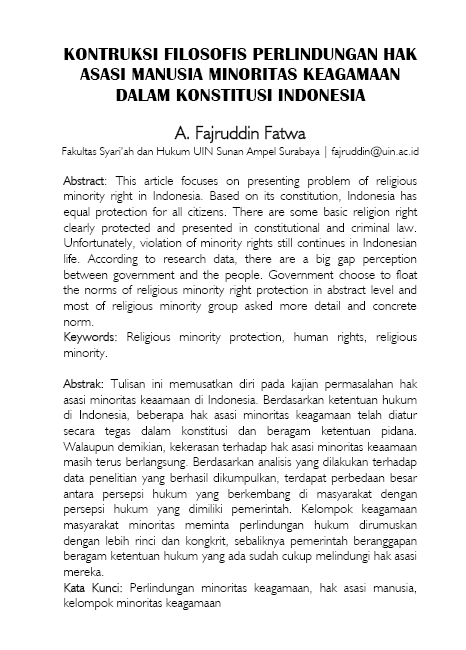 KONTRUKSI FILOSOFIS PERLINDUNGAN HAK
ASASI MANUSIA MINORITAS KEAGAMAAN
DALAM KONSTITUSI INDONESIA
A. Fajruddin Fatwa
Fakultas Syari'ah dan Hukum UIN Sunan Ampel Surabaya | fajruddin@uin.ac.id
Abstract: This article focuses on presenting problem of religious
minority right in Indonesia. Based on its constitution, Indonesia has
equal protection for all citizens. There are some basic religion right
clearly protected and presented in constitutional and criminal law.
Unfortunately, violation of minority rights still continues in Indonesian
life. According to research data, there are a big gap perception
between government and the people. Government choose to float
the norms of religious minority right protection in abstract level and
most of religious minority group asked more detail and concrete
norm.
Keywords: Religious minority protection, human rights, religious
minority.
Abstrak: Tulisan ini memusatkan diri pada kajian permasalahan hak
asasi minoritas keaamaan di Indonesia. Berdasarkan ketentuan hukum
di Indonesia, beberapa hak asasi minoritas keagamaan telah diatur
secara tegas dalam konstitusi dan beragam ketentuan pidana.
Walaupun demikian, kekerasan terhadap hak asasi minoritas keaamaan
masih terus berlangsung. Berdasarkan analisis yang dilakukan terhadap
data penelitian yang berhasil dikumpulkan, terdapat perbedaan besar
antara persepsi hukum yang berkembang di masyarakat dengan
persepsi hukum yang dimiliki pemerintah. Kelompok keagamaan
masyarakat minoritas meminta perlindungan hukum dirumuskan
dengan lebih rinci dan kongkrit, sebaliknya pemerintah beranggapan
beragam ketentuan hukum yang ada sudah cukup melindungi hak asasi
mereka.
Kata Kunci: Perlindungan minoritas keagamaan, hak asasi manusia,
kelompok minoritas keagamaan